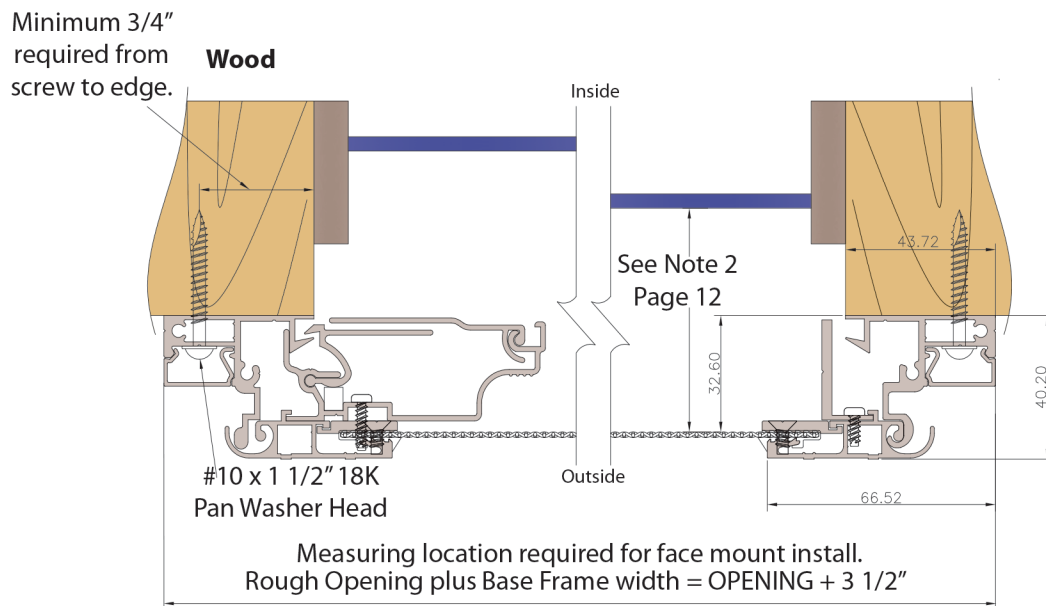 Minimum 3/4”
required from
screw to edge.
Wood
Inside
43.72
See Note 2
Page 12
32.60
40.20
#10 x 1 1/2” 18K
Pan Washer Head
Outside
66.52
Measuring location required for face mount install.
Rough Opening plus Base Frame width = OPENING + 3 1/2”